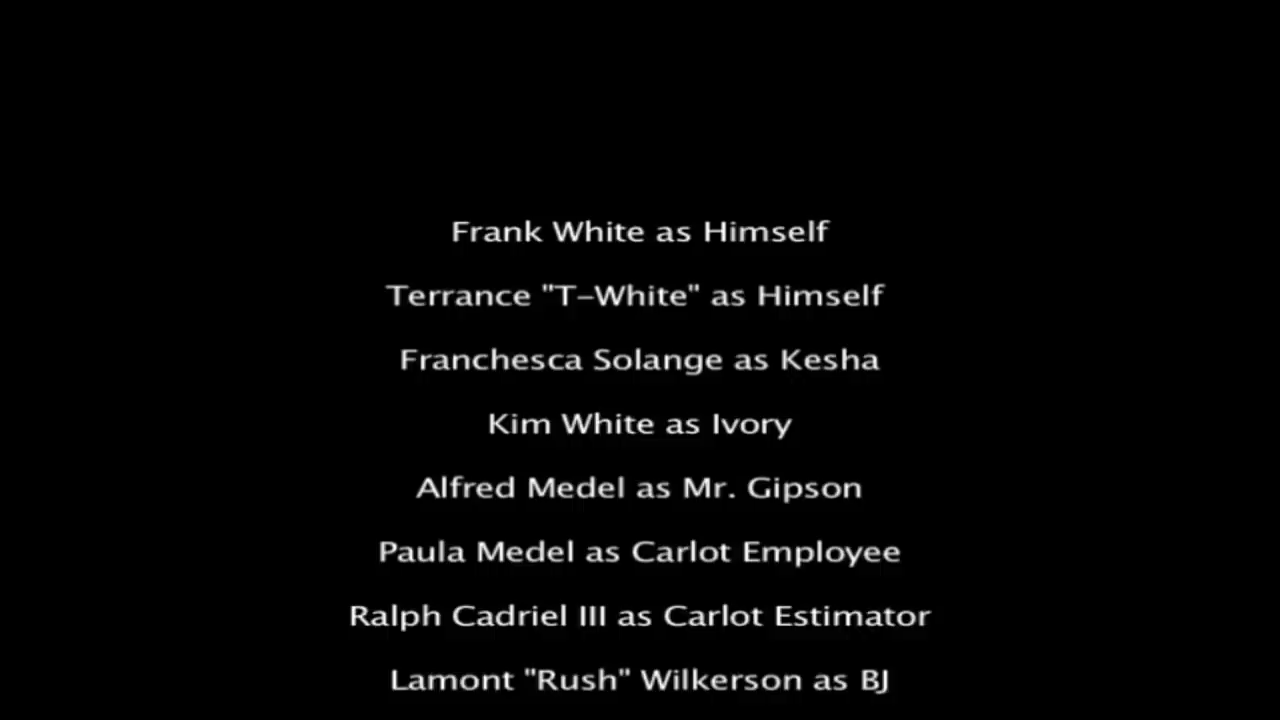 Frank White as Himself
Terrance "T-White" as Himself
Franchesca Solange as Kesha
Kim White as Ivory
Alfred Medel as Mr. Gipson
Paula Medel as Carlot Employee
Ralph Cadriel III as Carlot Estimator
Lamont "Rush" Wilkerson as BJ